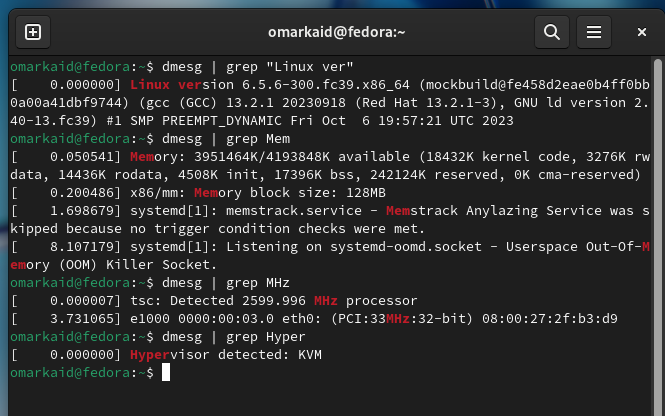 omarkaid@fedora:~
omarkaid@fedora:~$ dmesg | grep "Linux ver"
[    0.000000] Linux version 6.5.6-300.fc39.x86_64 (mockbuild@fe458d2eae0b4ff0bb
0a00a41dbf9744) (gcc (GCC) 13.2.1 20230918 (Red Hat 13.2.1-3), GNU ld version 2.
40-13.fc39) #1 SMP PREEMPT_DYNAMIC Fri Oct  6 19:57:21 UTC 2023
omarkaid@fedora:~$ dmesg | grep Mem
[    0.050541] Memory: 3951464K/4193848K available (18432K kernel code, 3276K rw
data, 14436K rodata, 4508K init, 17396K bss, 242124K reserved, 0K cma-reserved)
[    0.200486] x86/mm: Memory block size: 128MB
[    1.698679] systemd[1]: memstrack.service - Memstrack Anylazing Service was s
kipped because no trigger condition checks were met.
[    8.107179] systemd[1]: Listening on systemd-oomd.socket - Userspace Out-Of-M
emory (OOM) Killer Socket.
omarkaid@fedora:~$ dmesg | grep MHz
[    0.000007] tsc: Detected 2599.996 MHz processor
[    3.731065] e1000 0000:00:03.0 eth0: (PCI:33MHz:32-bit) 08:00:27:2f:b3:d9
omarkaid@fedora:~$ dmesg | grep Hyper
[    0.000000] Hypervisor detected: KVM
omarkaid@fedora:~$